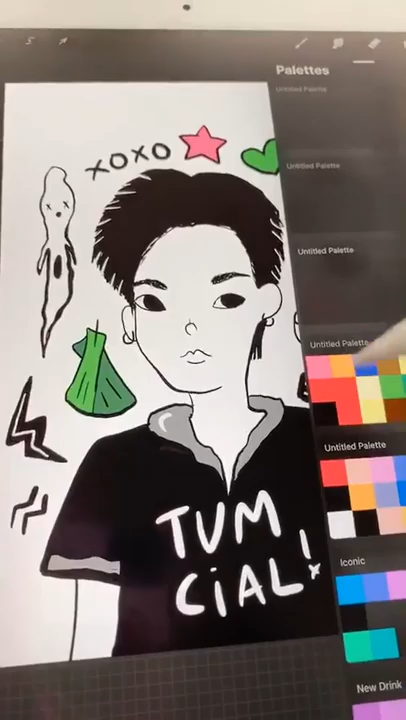 Palettes
Untitled Palette
Untitled Palette
Untitled Palette
Untitled Palette
Untitled Palette
Iconic
New Drink
XOXO
TUM
CiAL!